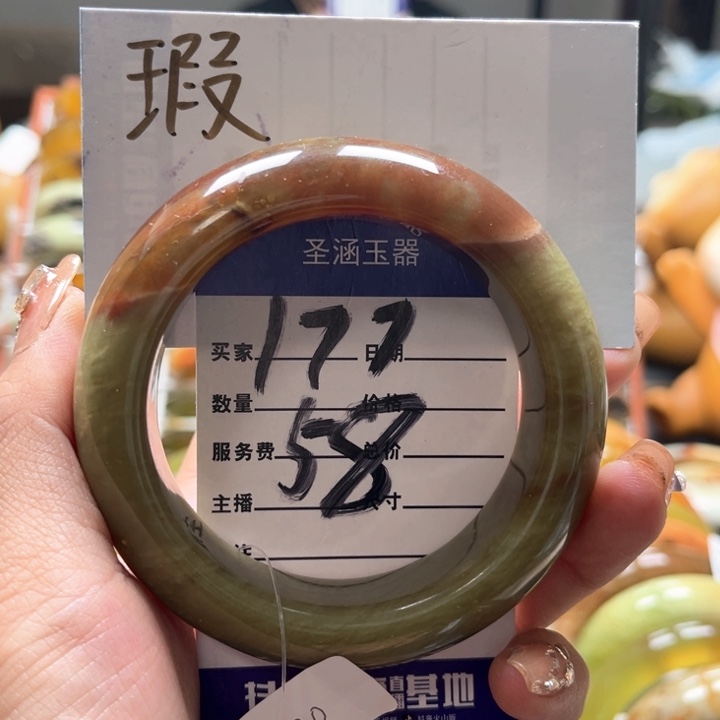 瑕
圣涵玉器
买家 177 日期
数量 价格
服务费 58 总价
主播 尺寸
基地